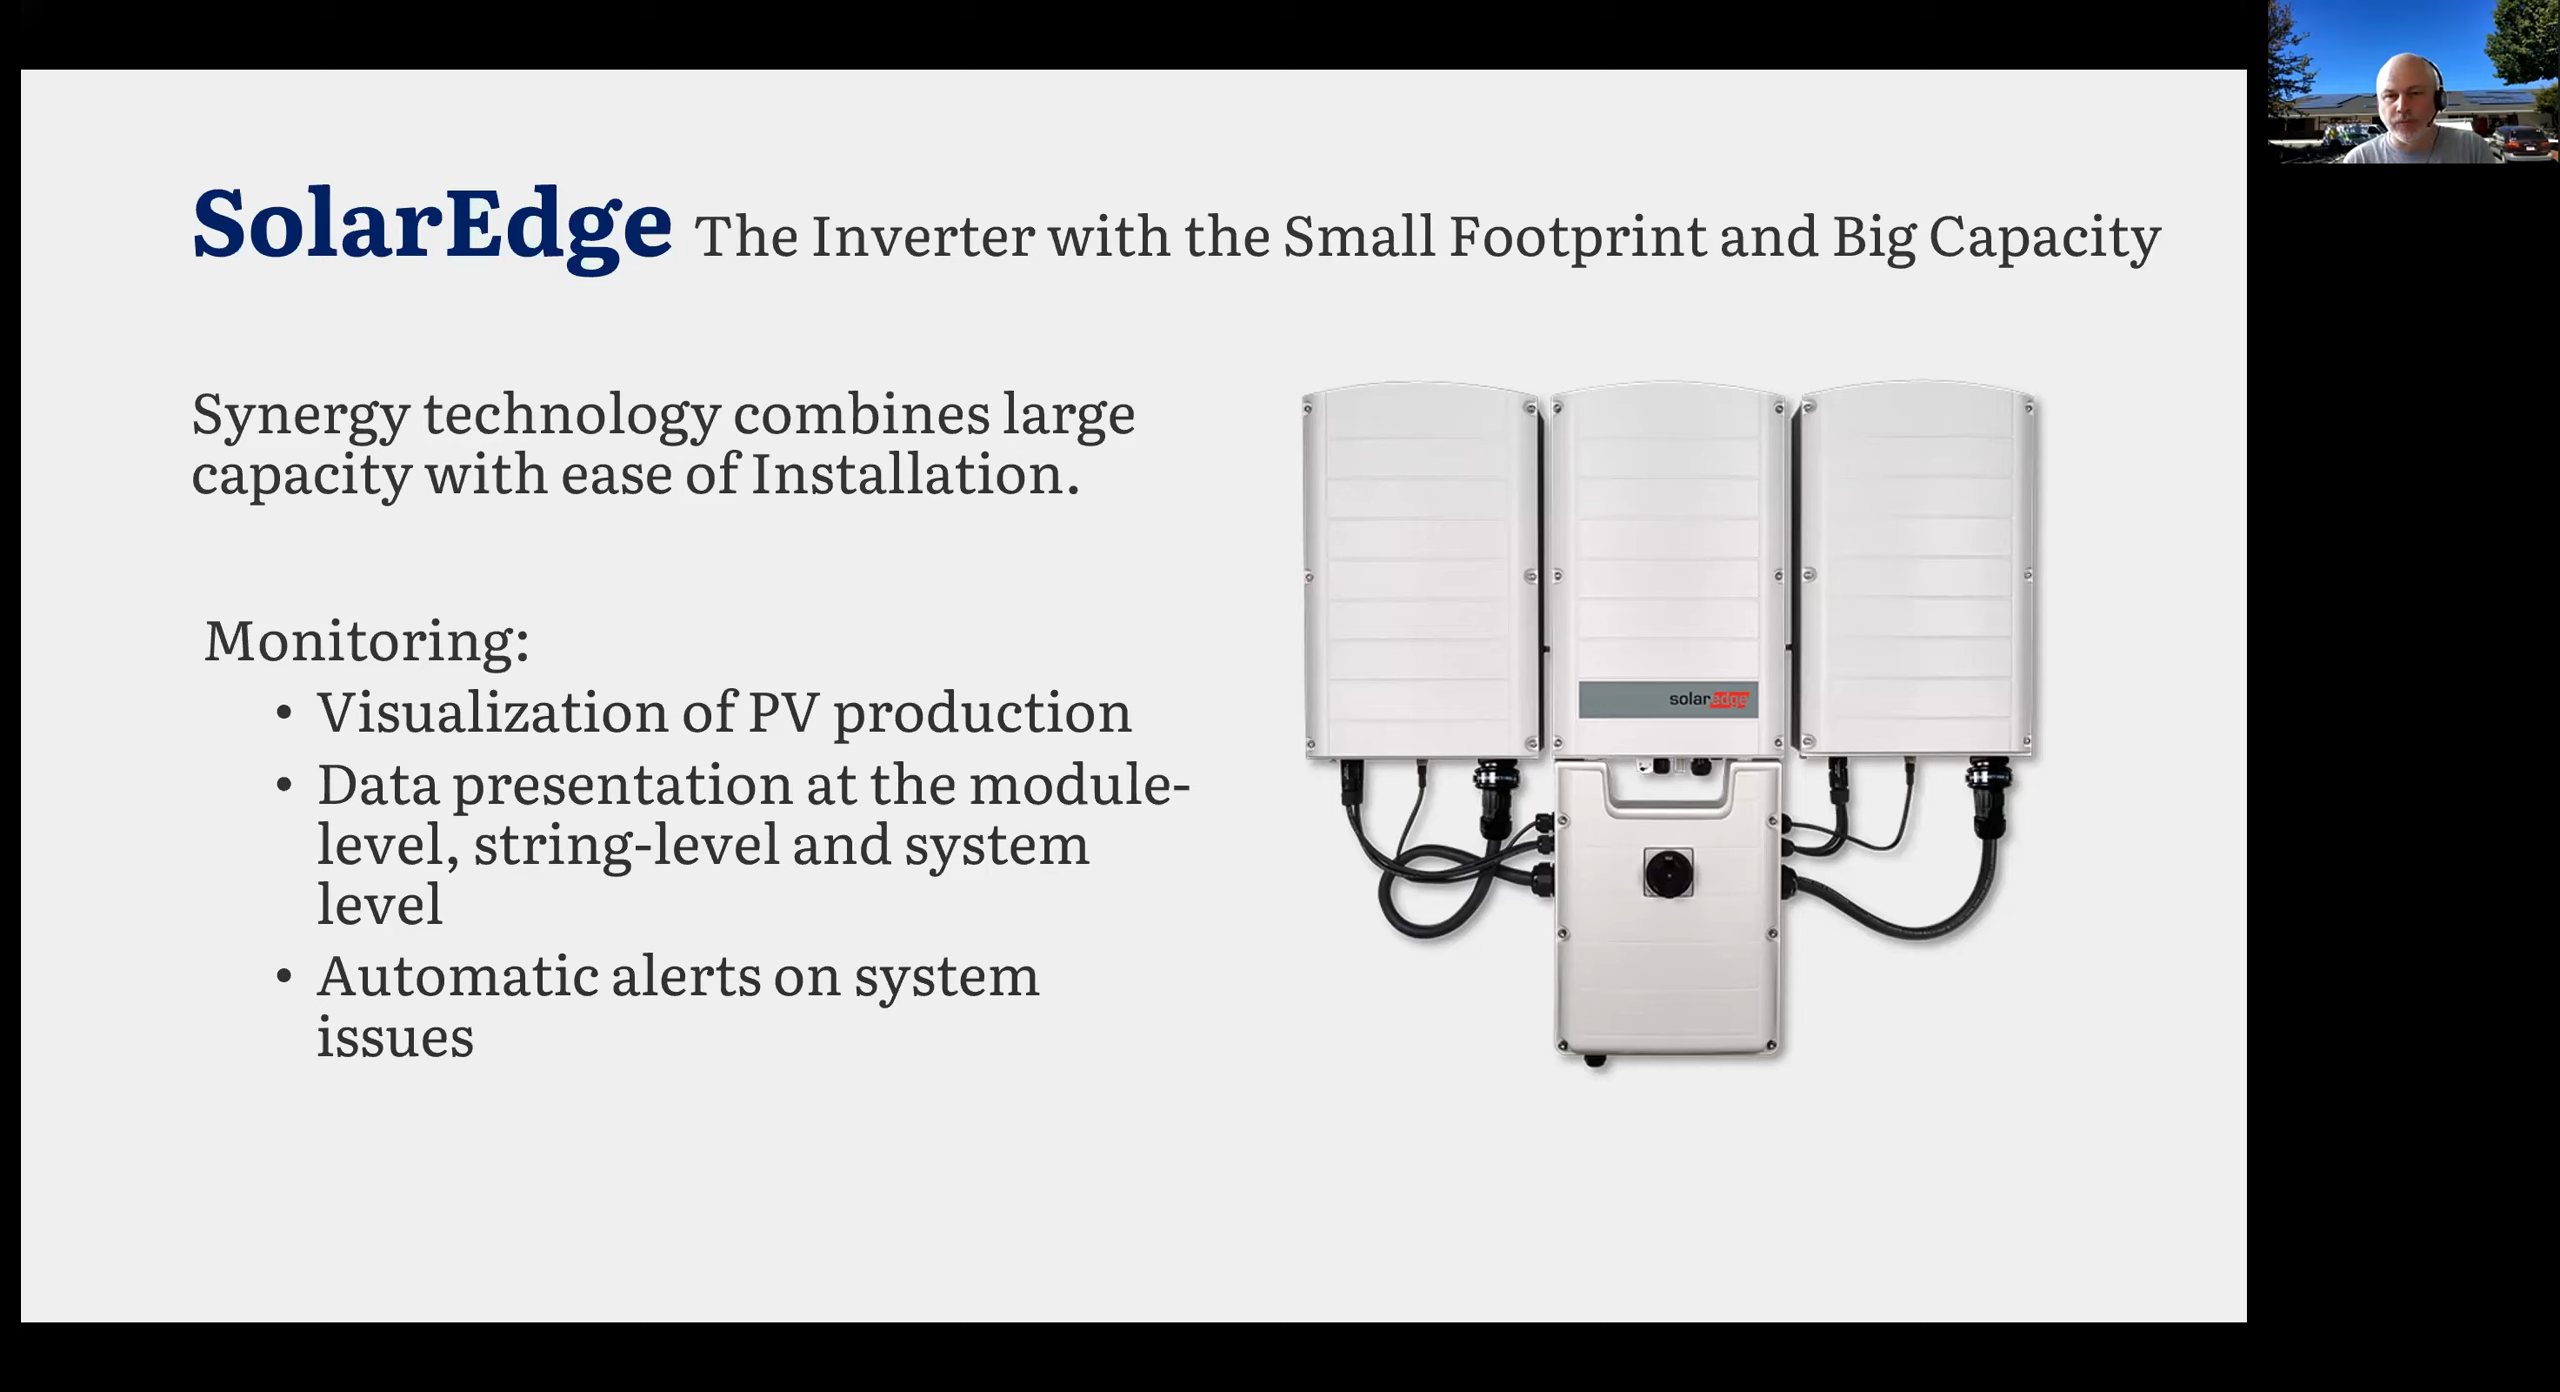 SolarEdge The Inverter with the Small Footprint and Big Capacity
Synergy technology combines large
capacity with ease of Installation.
Monitoring:
• Visualization of PV production
• Data presentation at the module-
level, string-level and system
level
• Automatic alerts on system
issues
solaredge